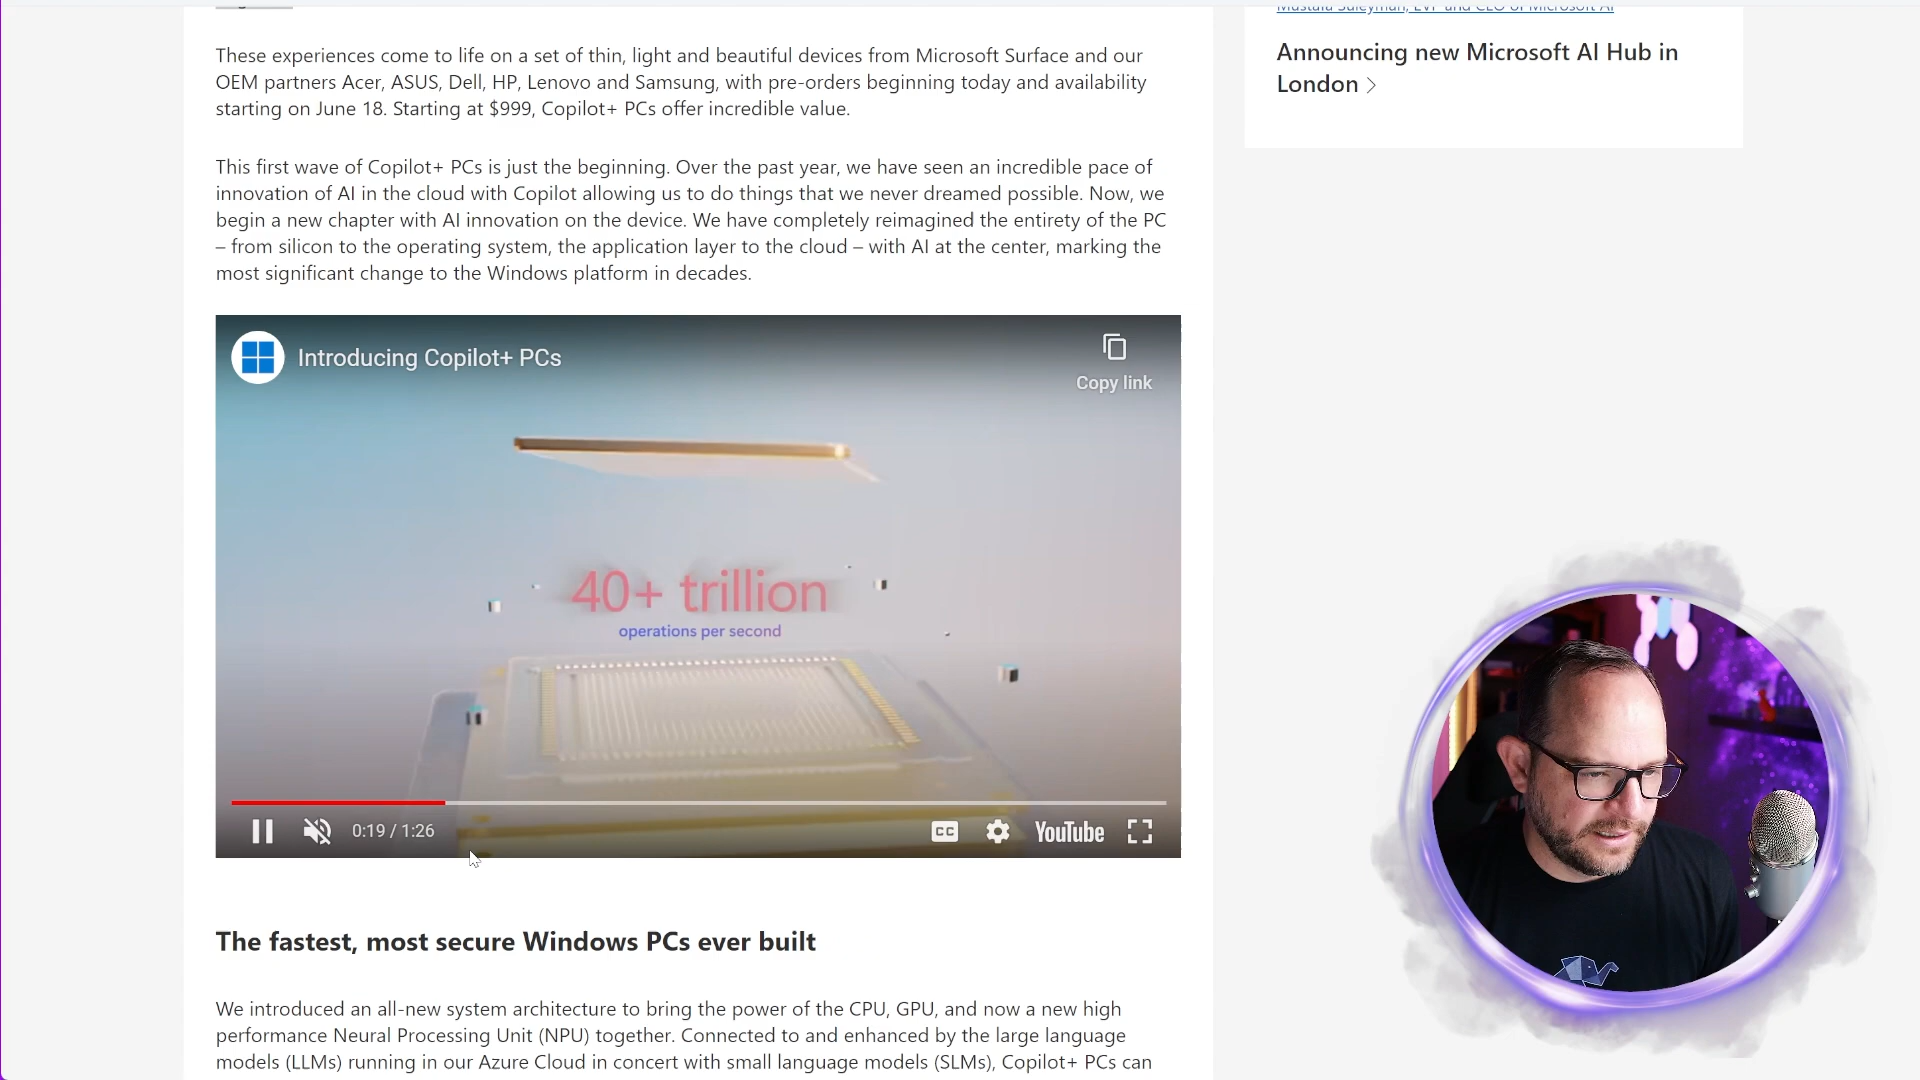 Mustafa Suleyman, EVP and CEO of Microsoft AI
Announcing new Microsoft AI Hub in
London
These experiences come to life on a set of thin, light and beautiful devices from Microsoft Surface and our
OEM partners Acer, ASUS, Dell, HP, Lenovo and Samsung, with pre-orders beginning today and availability
starting on June 18. Starting at $999, Copilot+ PCs offer incredible value.
This first wave of Copilot+ PCs is just the beginning. Over the past year, we have seen an incredible pace of
innovation of AI in the cloud with Copilot allowing us to do things that we never dreamed possible. Now, we
begin a new chapter with AI innovation on the device. We have completely reimagined the entirety of the PC
– from silicon to the operating system, the application layer to the cloud – with AI at the center, marking the
most significant change to the Windows platform in decades.
Introducing Copilot+ PCs
Copy link
40+ trillion
operations per second
0:19 / 1:26
CC
YouTube
The fastest, most secure Windows PCs ever built
We introduced an all-new system architecture to bring the power of the CPU, GPU, and now a new high
performance Neural Processing Unit (NPU) together. Connected to and enhanced by the large language
models (LLMs) running in our Azure Cloud in concert with small language models (SLMs), Copilot+ PCs can